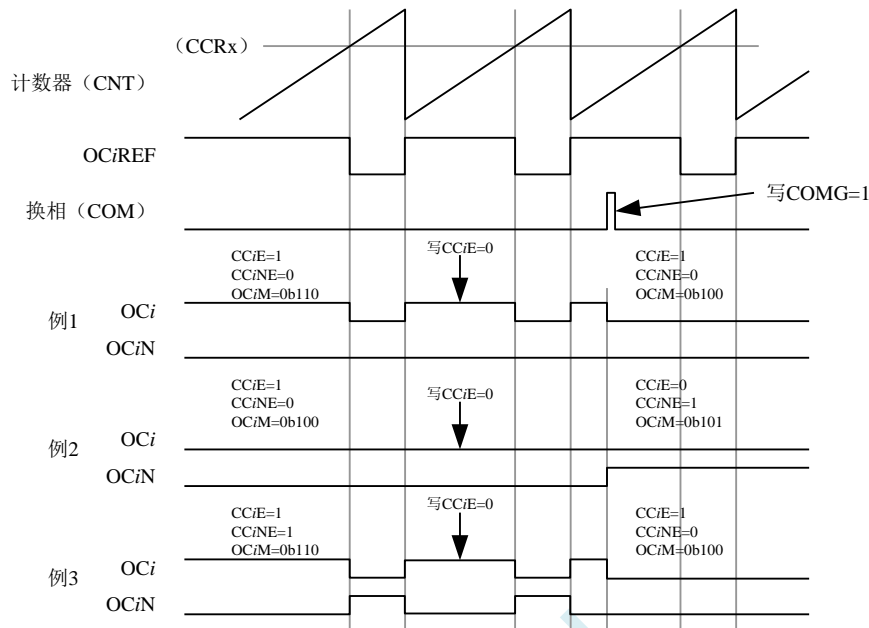 （CCRx）
计数器（CNT）
OCiREF
换相（COM）
写COMG=1
CCiE=1
CCiNE=0
OCiM=0b110
写CCiE=0
CCiE=1
CCiNE=0
OCiM=0b100
例1
OCi
OCiN
CCiE=1
CCiNE=0
OCiM=0b100
写CCiE=0
CCiE=0
CCiNE=1
OCiM=0b101
例2
OCi
OCiN
CCiE=1
CCiNE=1
OCiM=0b110
写CCiE=0
CCiE=1
CCiNE=0
OCiM=0b100
例3
OCi
OCiN